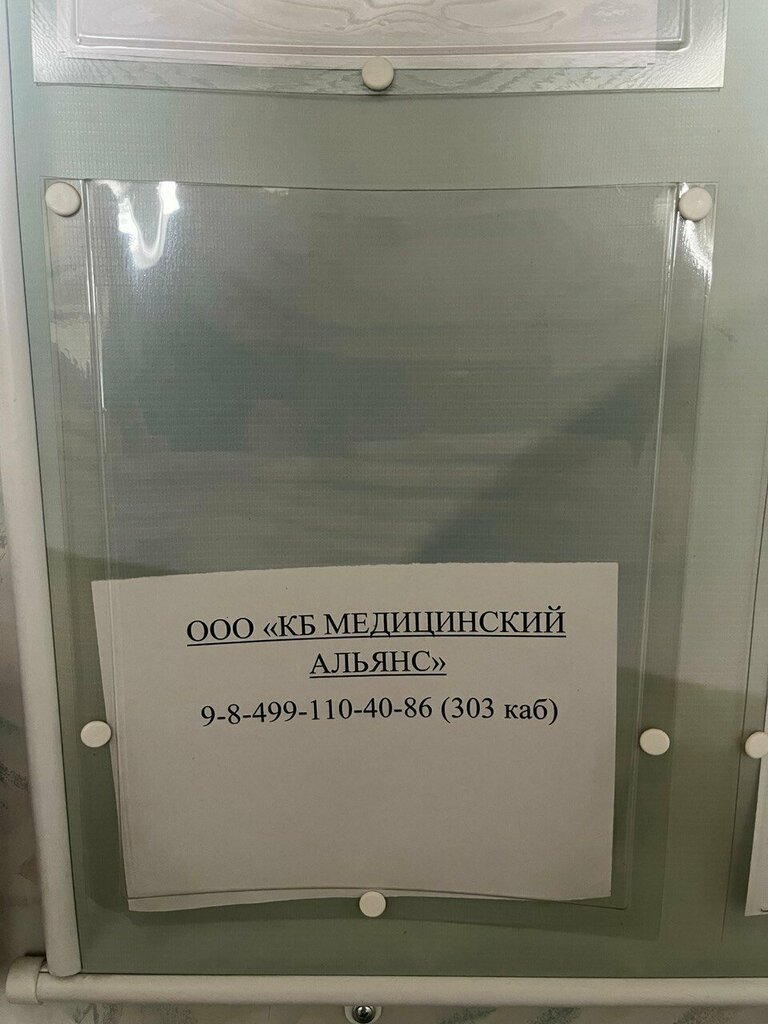 ООО «КБ МЕДИЦИНСКИЙ
АЛЬЯНС»
9-8-499-110-40-86 (303 каб)